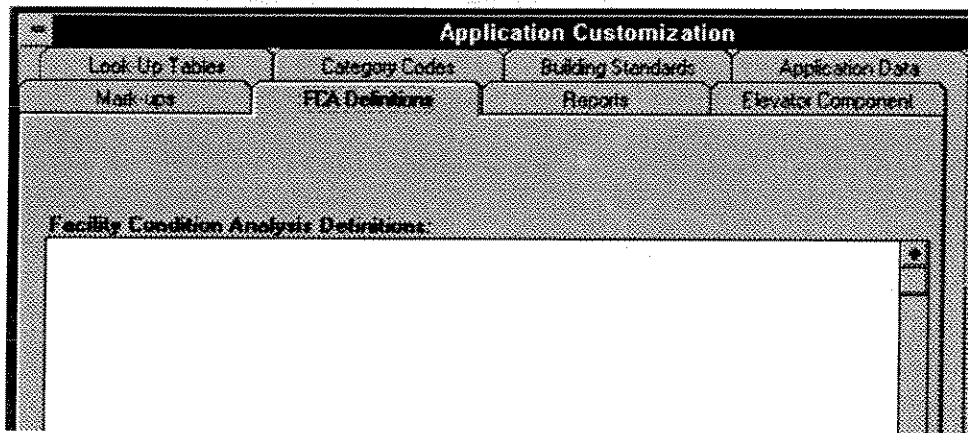 Application Customization
Look Up Tables Category Codes Building Standards Application Data
Mark-ups FCA Definitions Reports Elevator Component
Facility Condition Analysis Definitions: